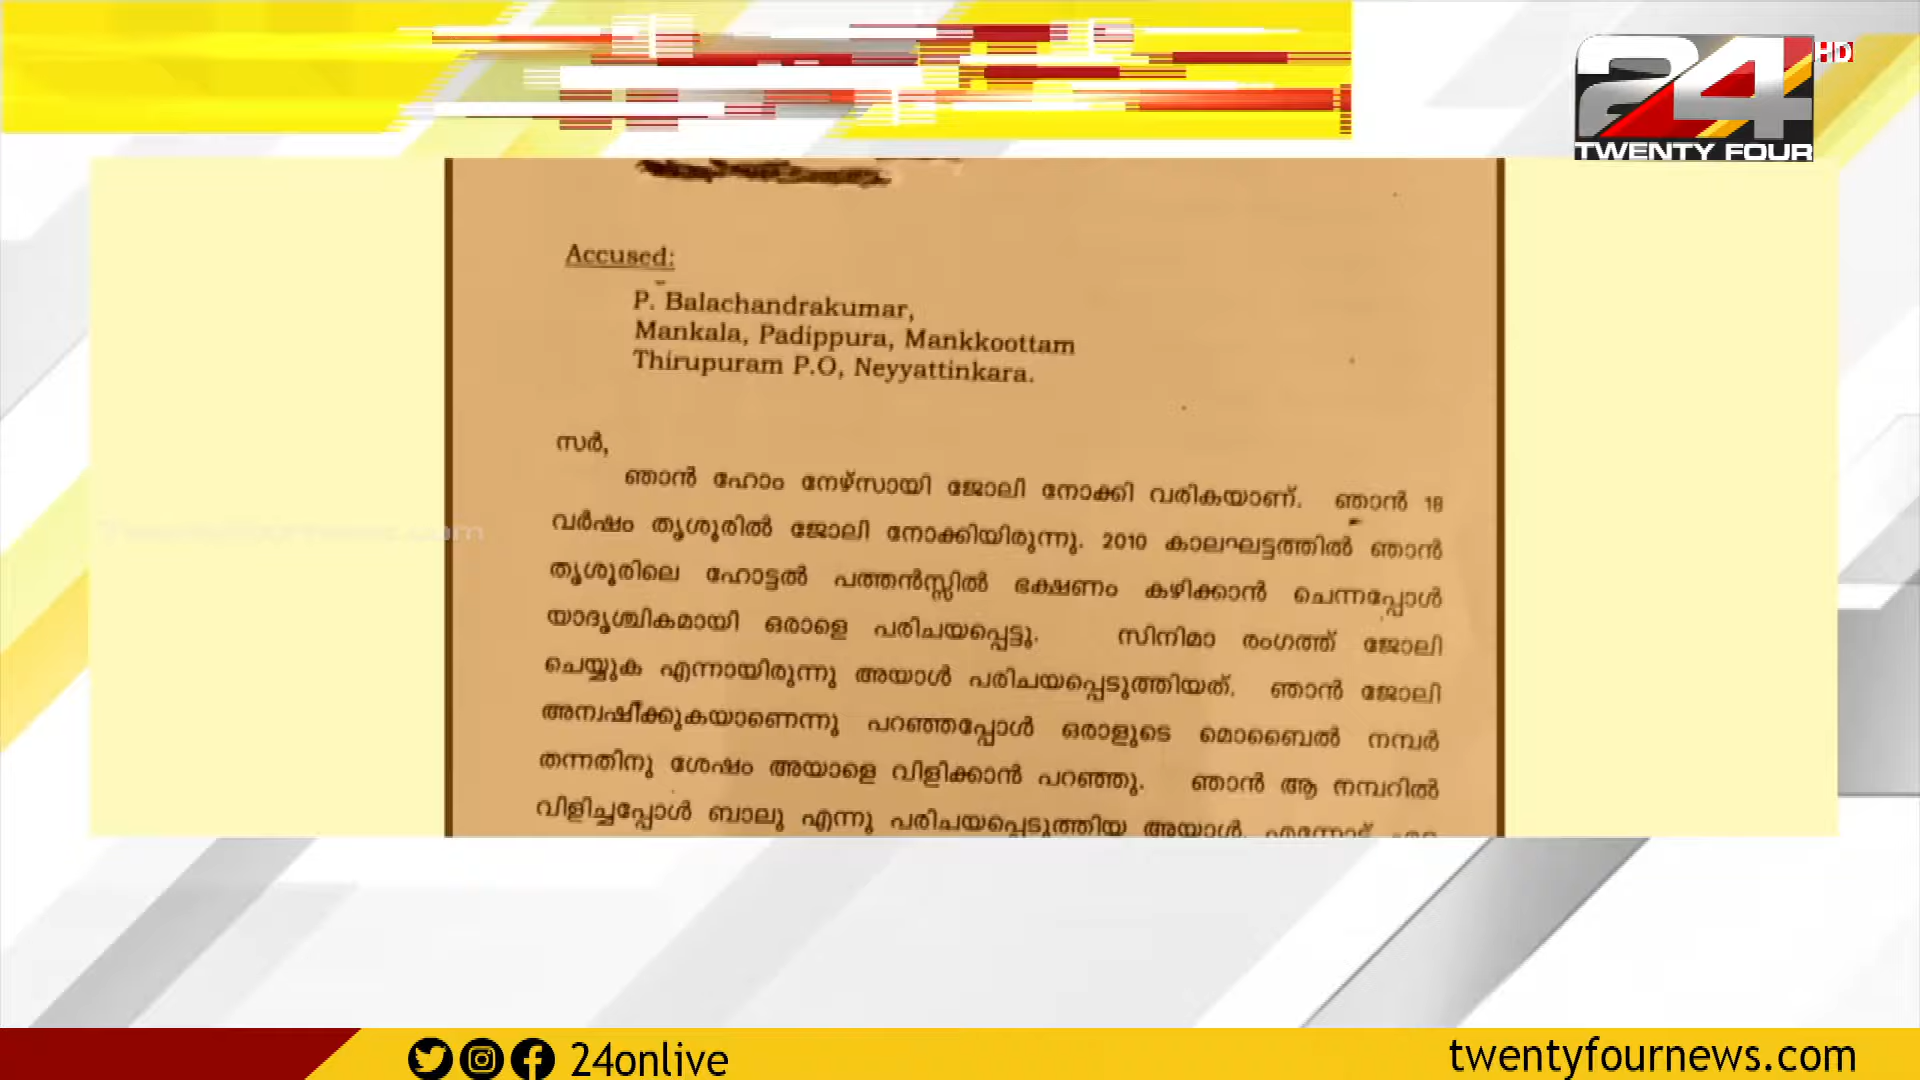 24
HD
TWENTY FOUR
Accused:
P. Balachandrakumar,
Mankala, Padippura, Mankkoottam
Thirupuram P.O, Neyyattinkara.
സർ,
ഞാൻ ഹോം നേഴ്സായി ജോലി നോക്കി വരികയാണ്. ഞാൻ 18
വർഷം തൃശൂരിൽ ജോലി നോക്കിയിരുന്നു. 2010 കാലഘട്ടത്തിൽ ഞാൻ
തൃശൂരിലെ ഹോട്ടൽ പത്തൻസ്സിൽ ഭക്ഷണം കഴിക്കാൻ ചെന്നപ്പോൾ
യാദൃശ്ചികമായി ഒരാളെ പരിചയപ്പെട്ടു. സിനിമാ രംഗത്ത് ജോലി
ചെയ്യുക എന്നായിരുന്നു അയാൾ പരിചയപ്പെടുത്തിയത്. ഞാൻ ജോലി
അന്വഷീക്കുകയാണെന്നു പറഞ്ഞപ്പോൾ ഒരാളുടെ മൊബൈൽ നമ്പർ
തന്നതിനു ശേഷം അയാളെ വിളിക്കാൻ പറഞ്ഞു. ഞാൻ ആ നമ്പറിൽ
വിളിച്ചപ്പോൾ ബാലു എന്നു പരിചയപ്പെടുത്തിയ അയാൾ, എന്നോട്
24onlive
twentyfournews.com